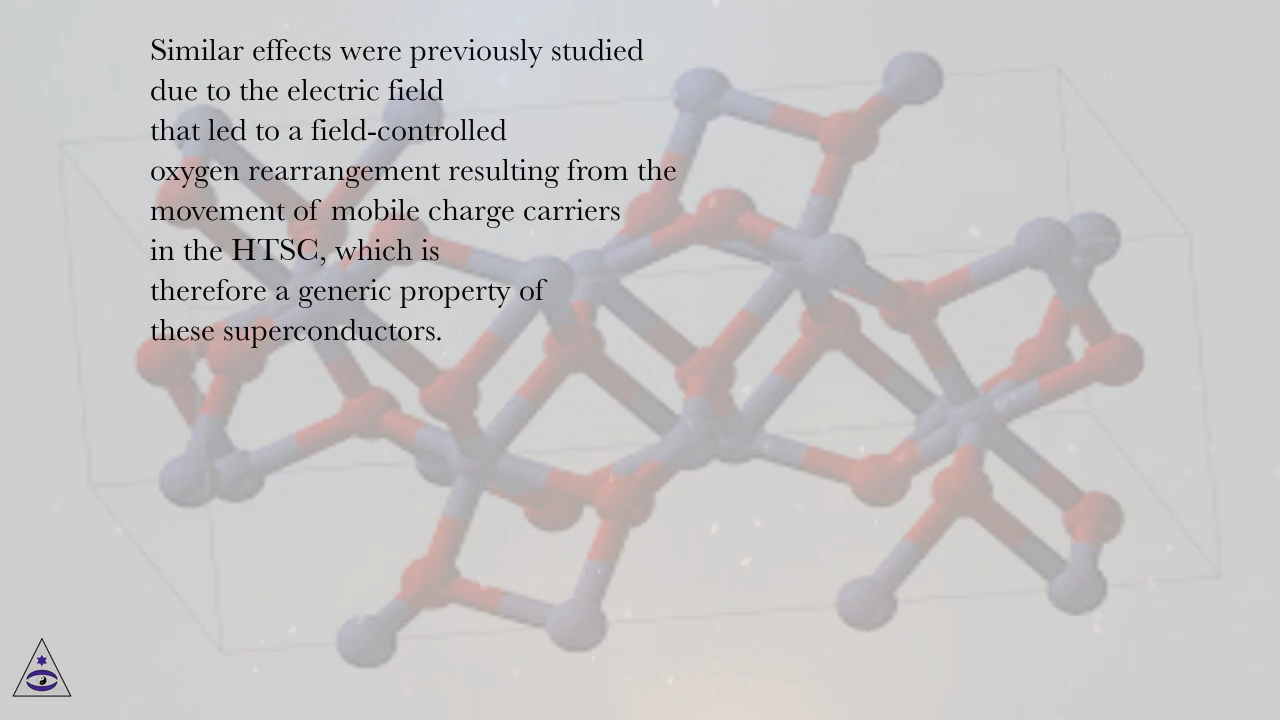 Similar effects were previously studied
due to the electric field
that led to a field-controlled
oxygen rearrangement resulting from the
movement of mobile charge carriers
in the HTSC, which is
therefore a generic property of
these superconductors.